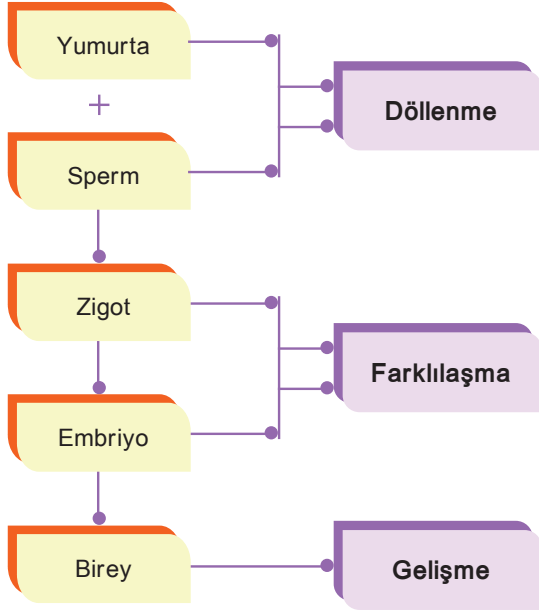 Yumurta
+
Döllenme
Sperm
Zigot
Farklılaşma
Embriyo
Birey
Gelişme